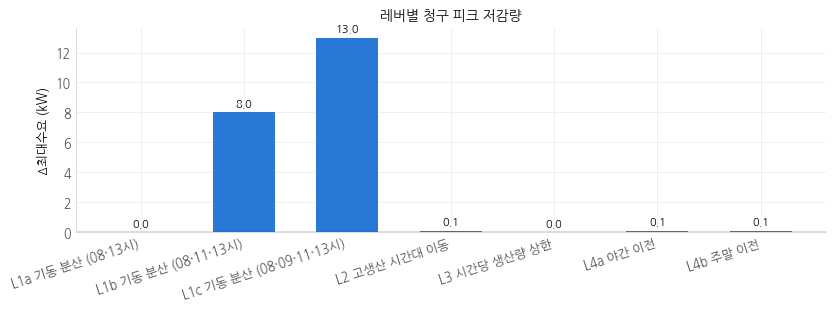 레버별 청구 피크 저감량
Δ최대수요 (kW)
12
10
8
6
4
2
0
0.0
8.0
13.0
0.1
0.0
0.1
0.1
L1a 기동 분산 (08·13시)
L1b 기동 분산 (08·11·13시)
L1c 기동 분산 (08·09·11·13시)
L2 고생산 시간대 이동
L3 시간당 생산량 상한
L4a 야간 이전
L4b 주말 이전